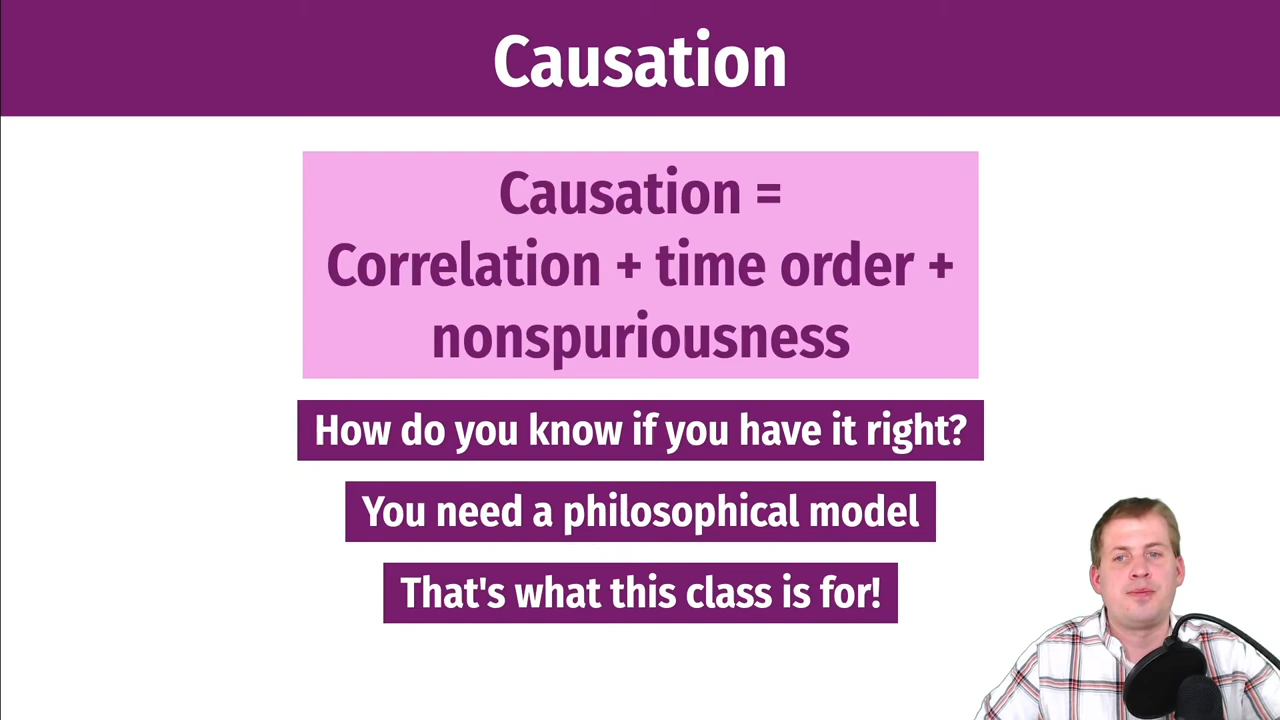 Causation
Causation =
Correlation + time order +
nonspuriousness
How do you know if you have it right?
You need a philosophical model
That's what this class is for!